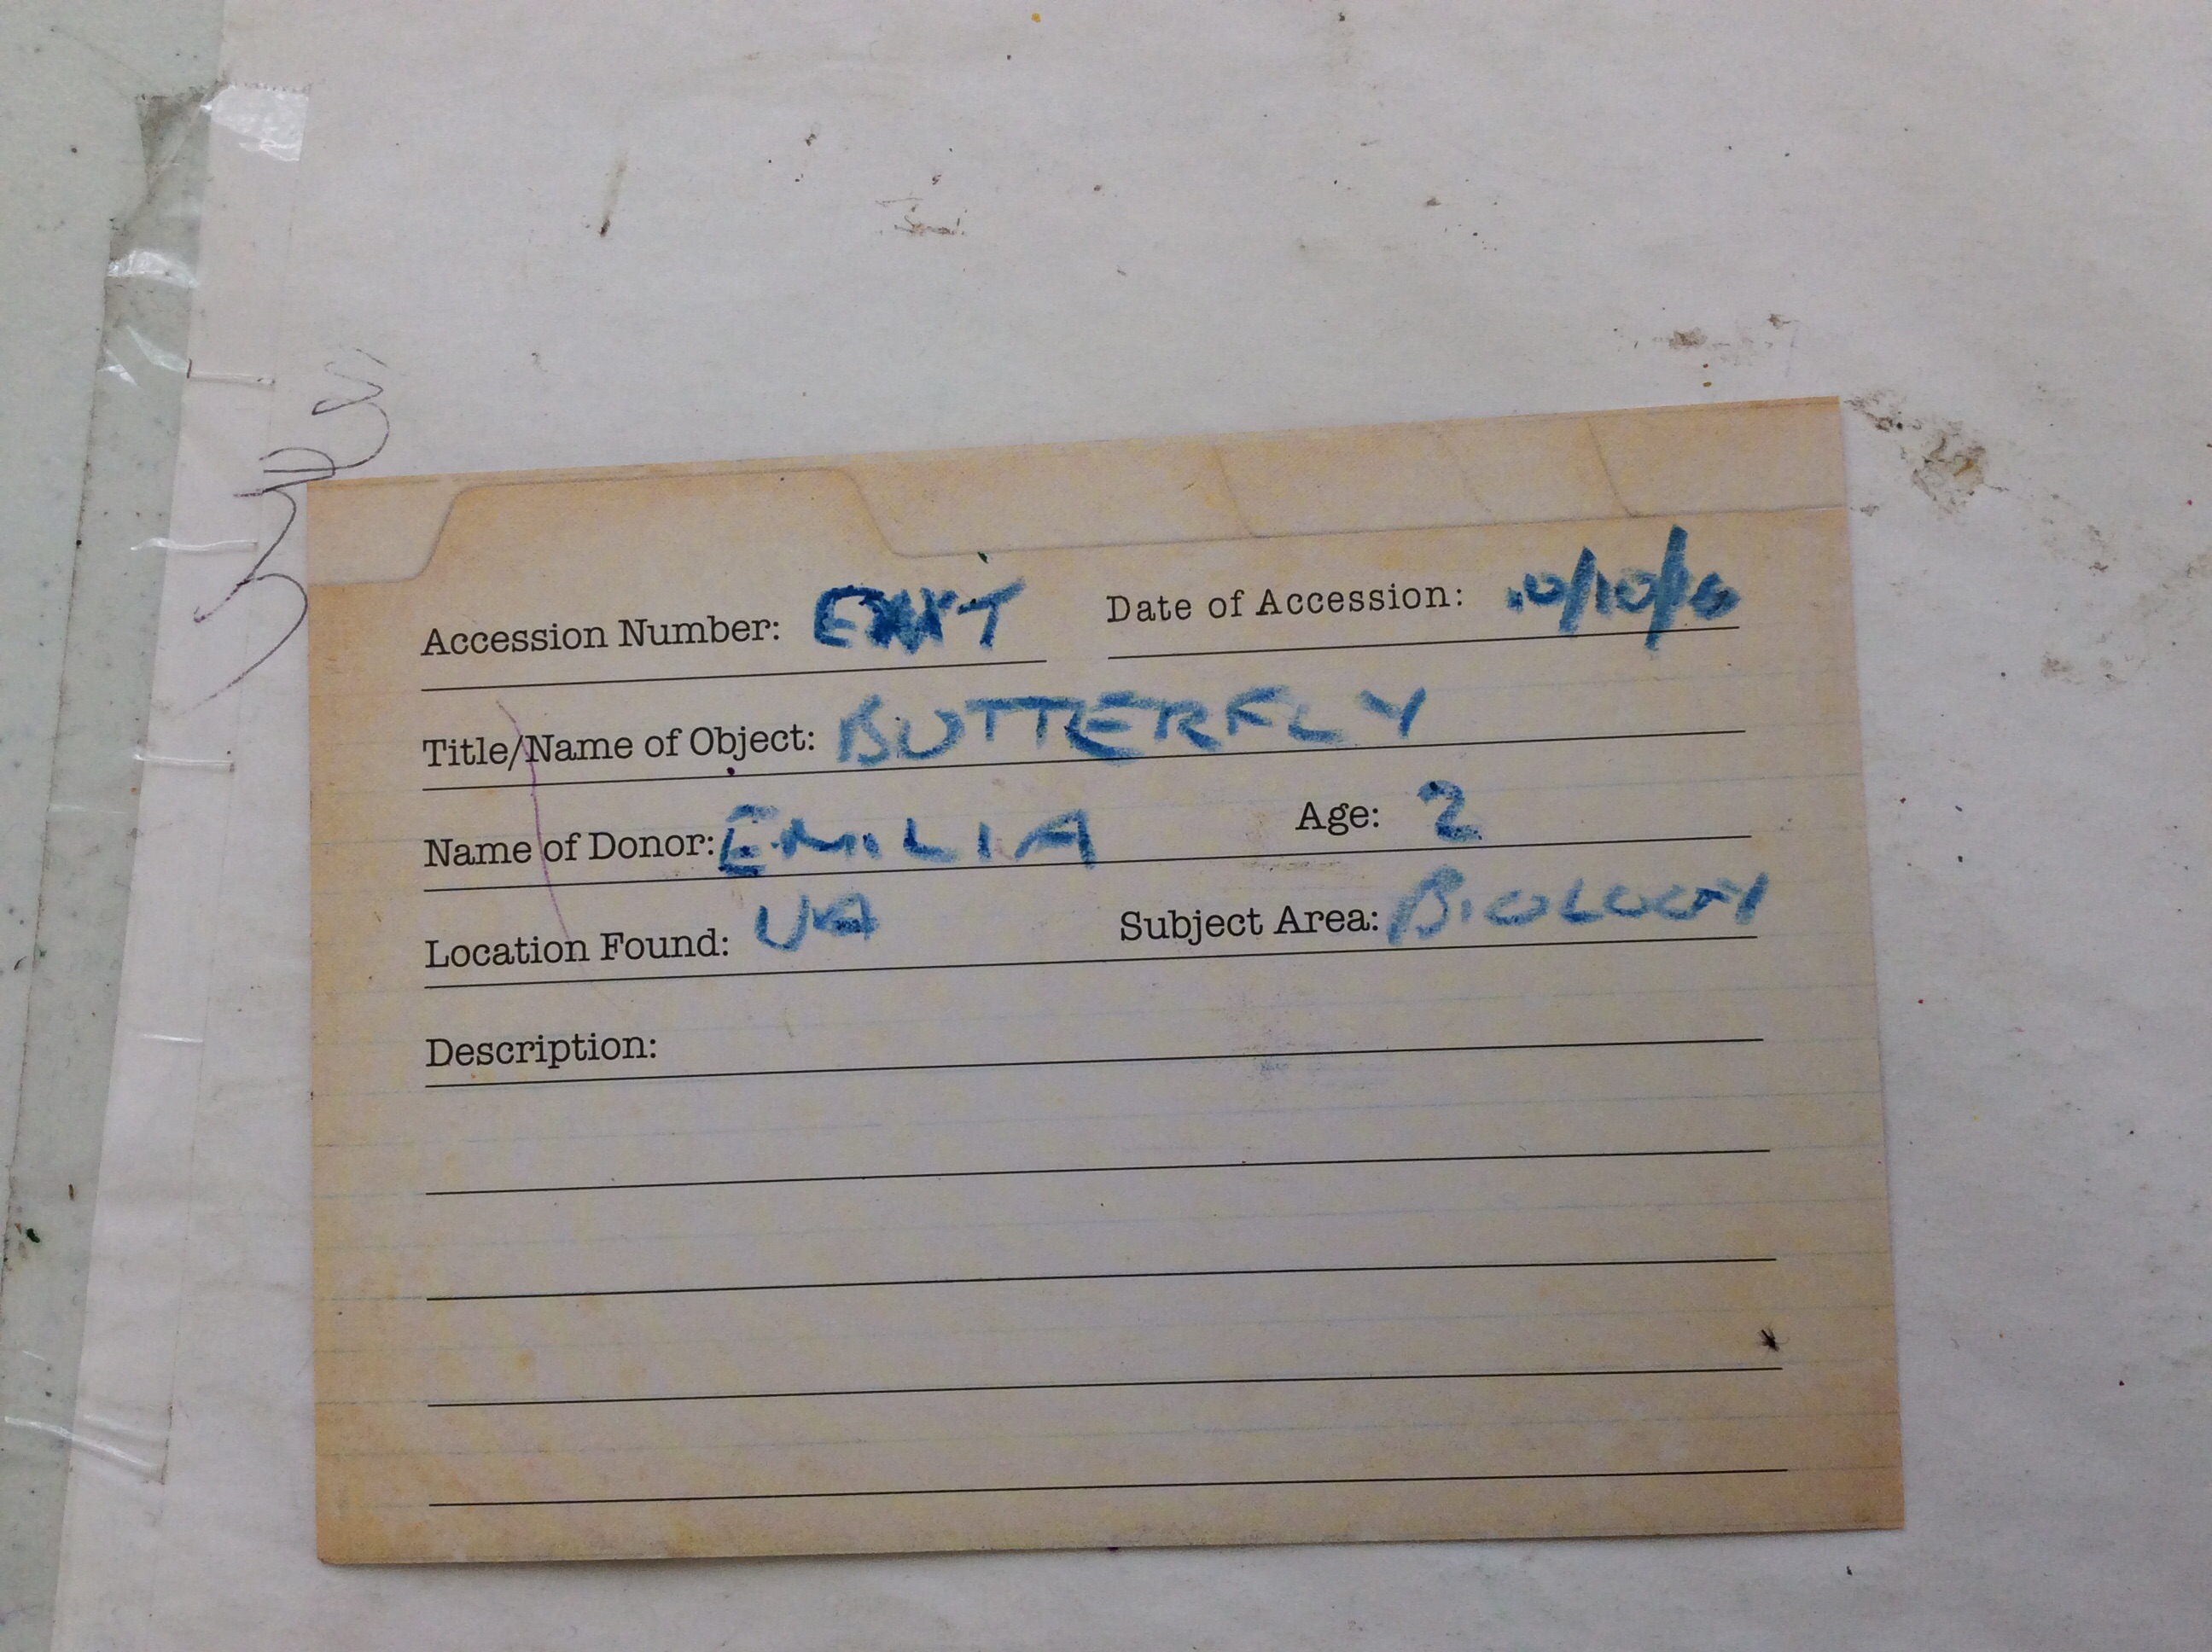 Accession Number: Date of Accession:
Title/Name of Object: BUTTERFLY
Name of Donor: EMILIA Age: 2
Location Found: Subject Area: BIOLOGY
Description: